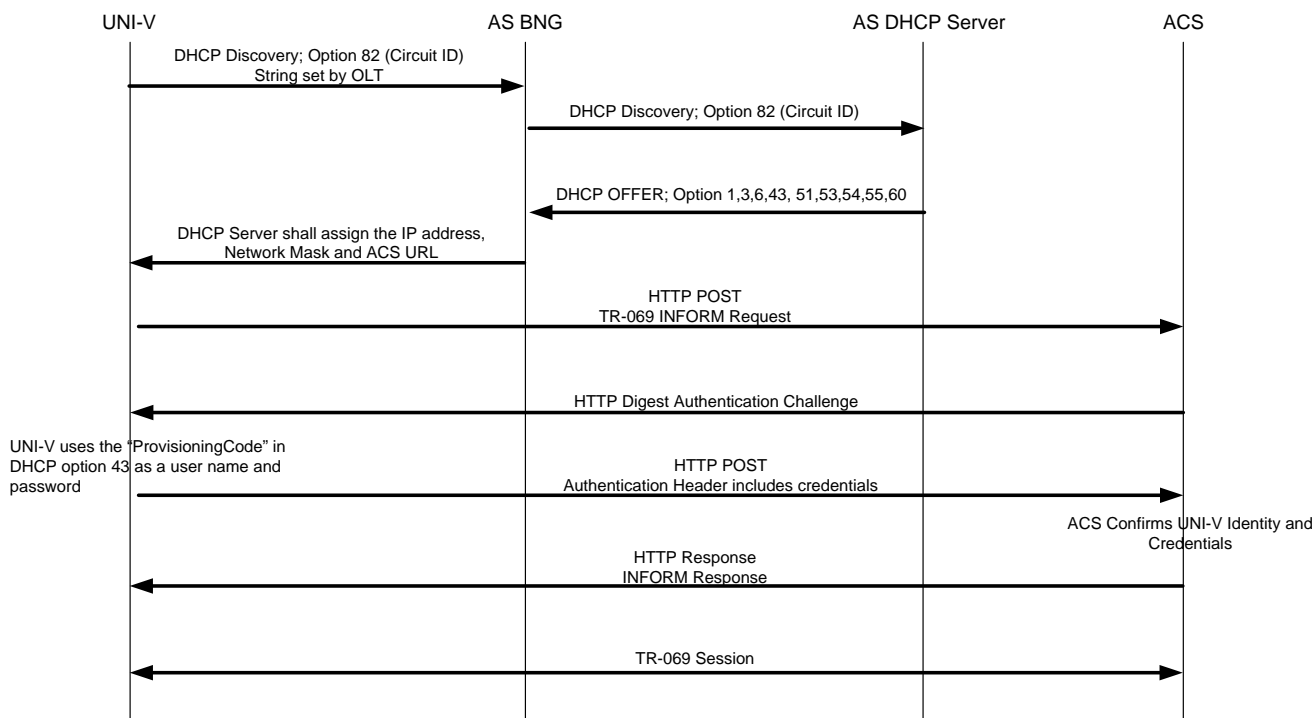 UNI-V
AS BNG
AS DHCP Server
ACS
DHCP Discovery; Option 82 (Circuit ID)
String set by OLT
DHCP Discovery; Option 82 (Circuit ID)
DHCP OFFER; Option 1,3,6,43, 51,53,54,55,60
DHCP Server shall assign the IP address,
Network Mask and ACS URL
HTTP POST
TR-069 INFORM Request
HTTP Digest Authentication Challenge
UNI-V uses the “ProvisioningCode” in
DHCP option 43 as a user name and
password
HTTP POST
Authentication Header includes credentials
ACS Confirms UNI-V Identity and
Credentials
HTTP Response
INFORM Response
TR-069 Session